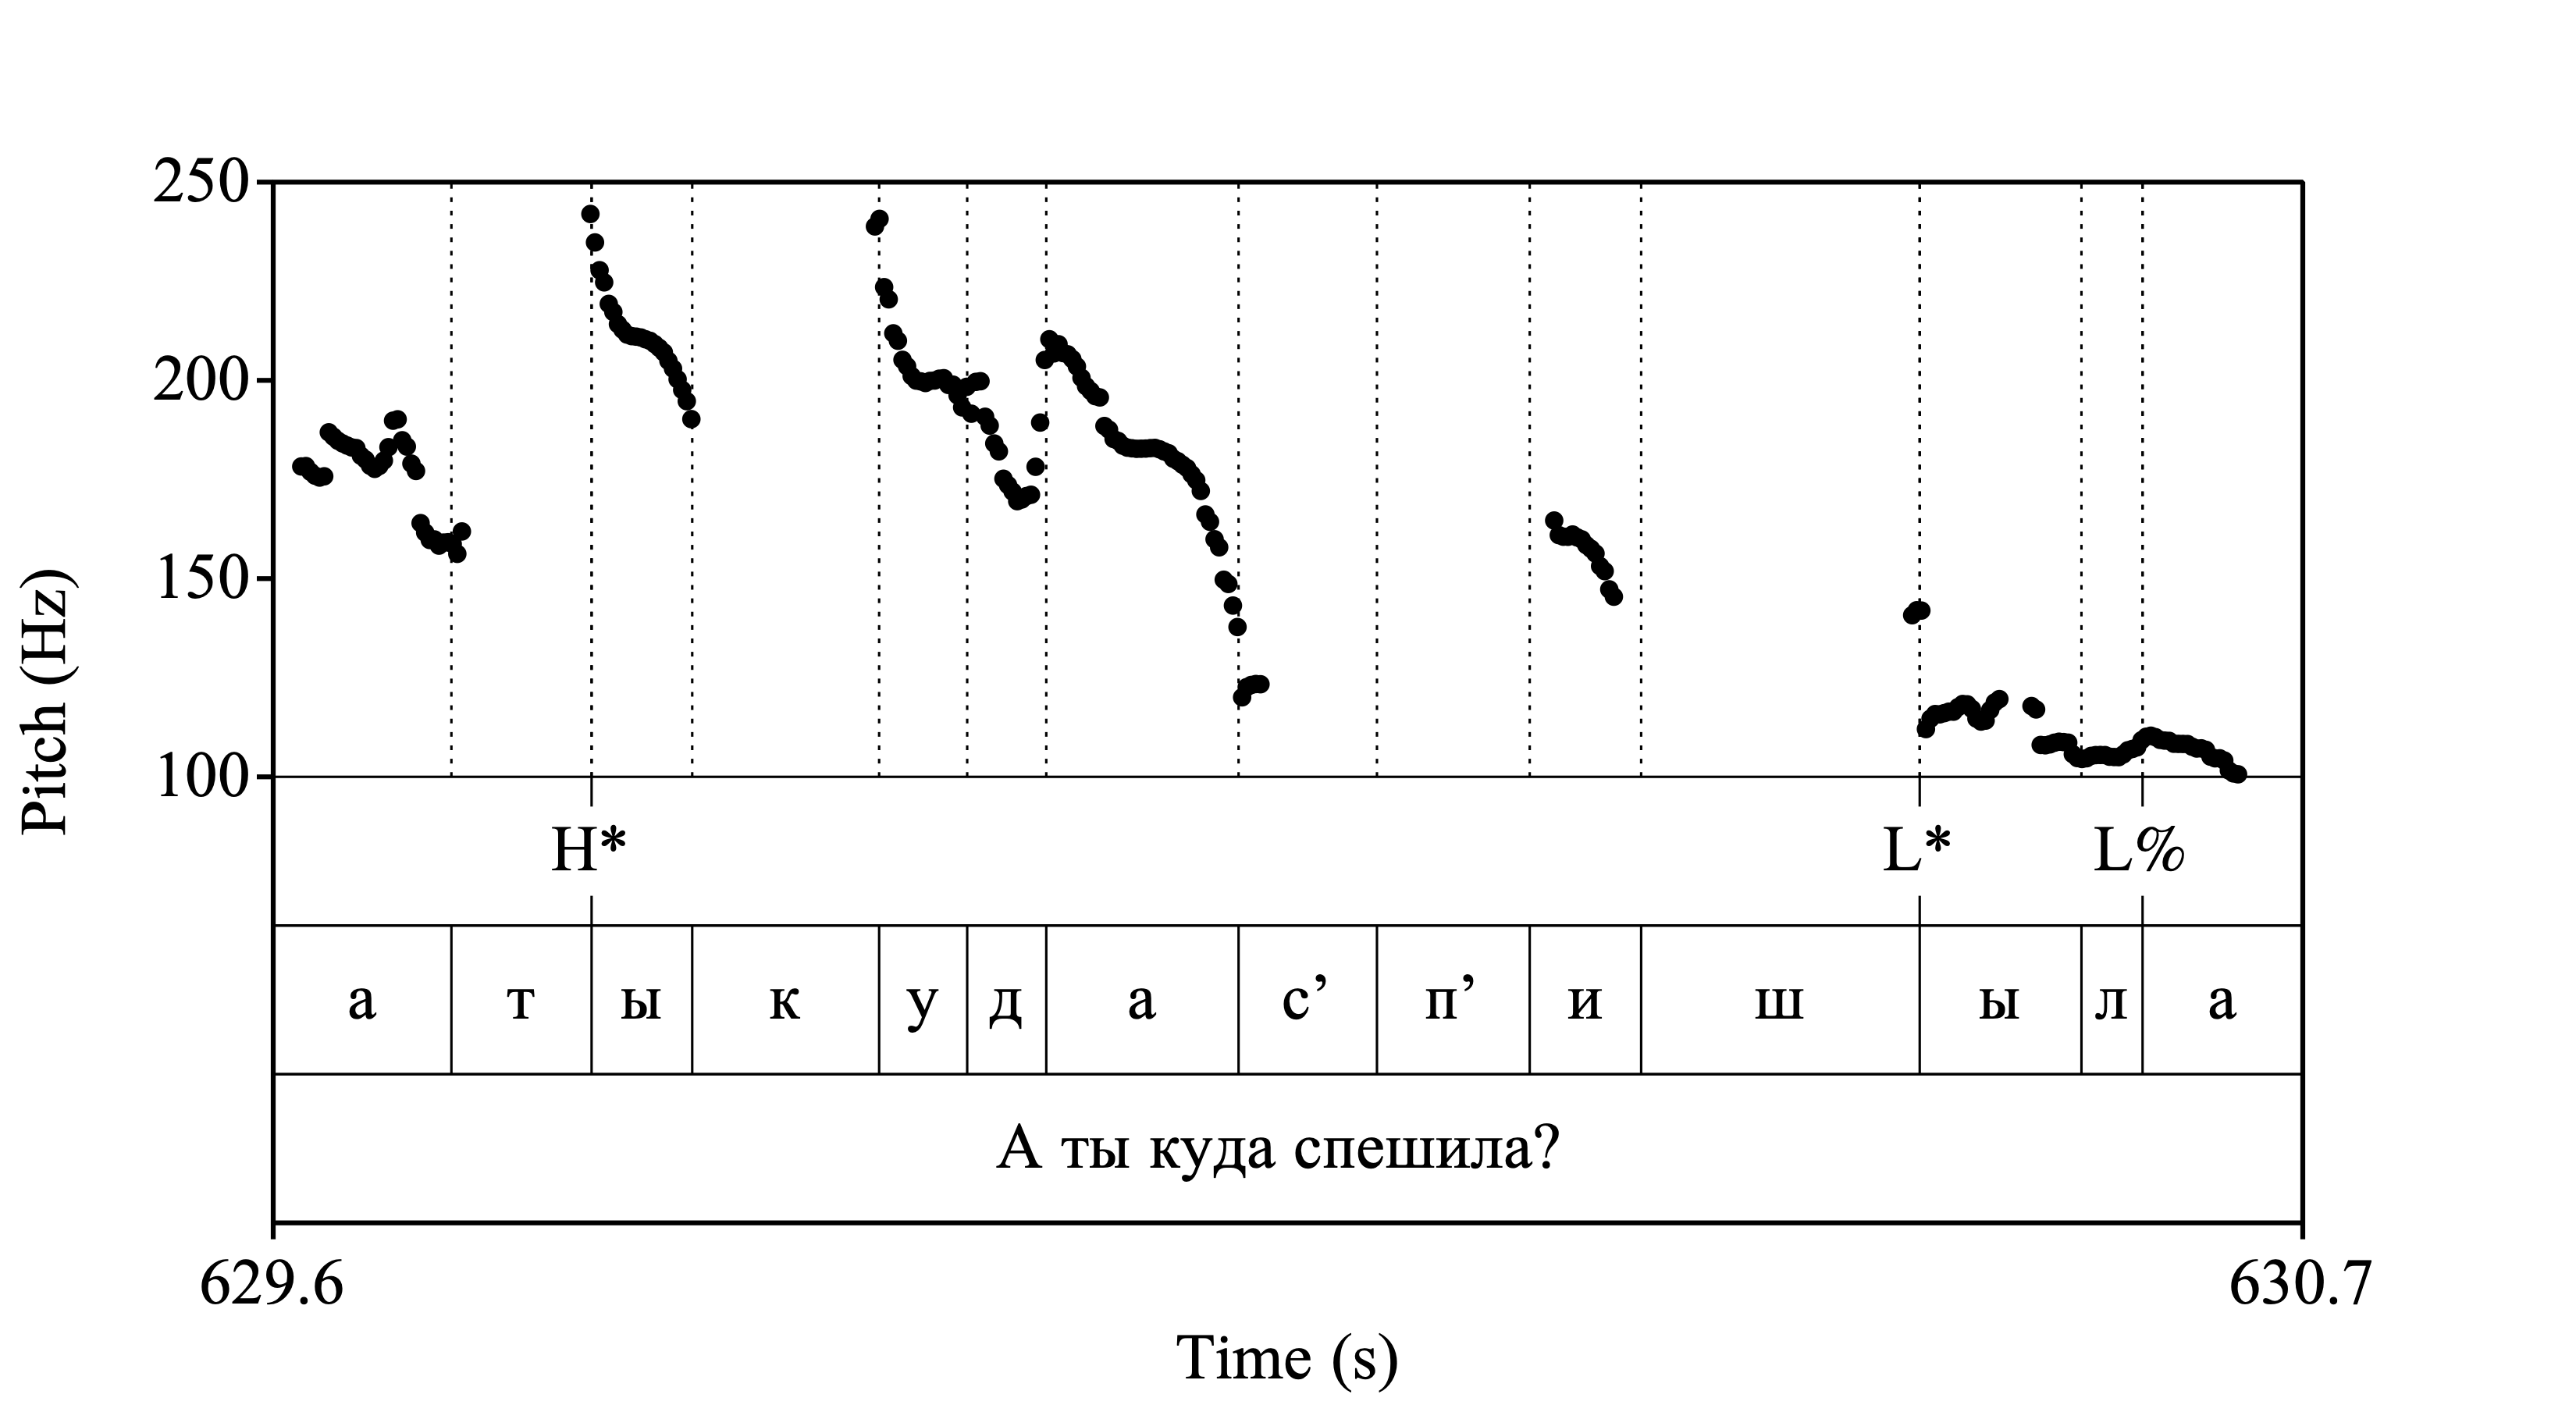 250
200
150
100
Pitch (Hz)
H* L* L%
а т ы к у д а с’ п’ и ш ы л а
А ты куда спешила?
629.6 630.7
Time (s)